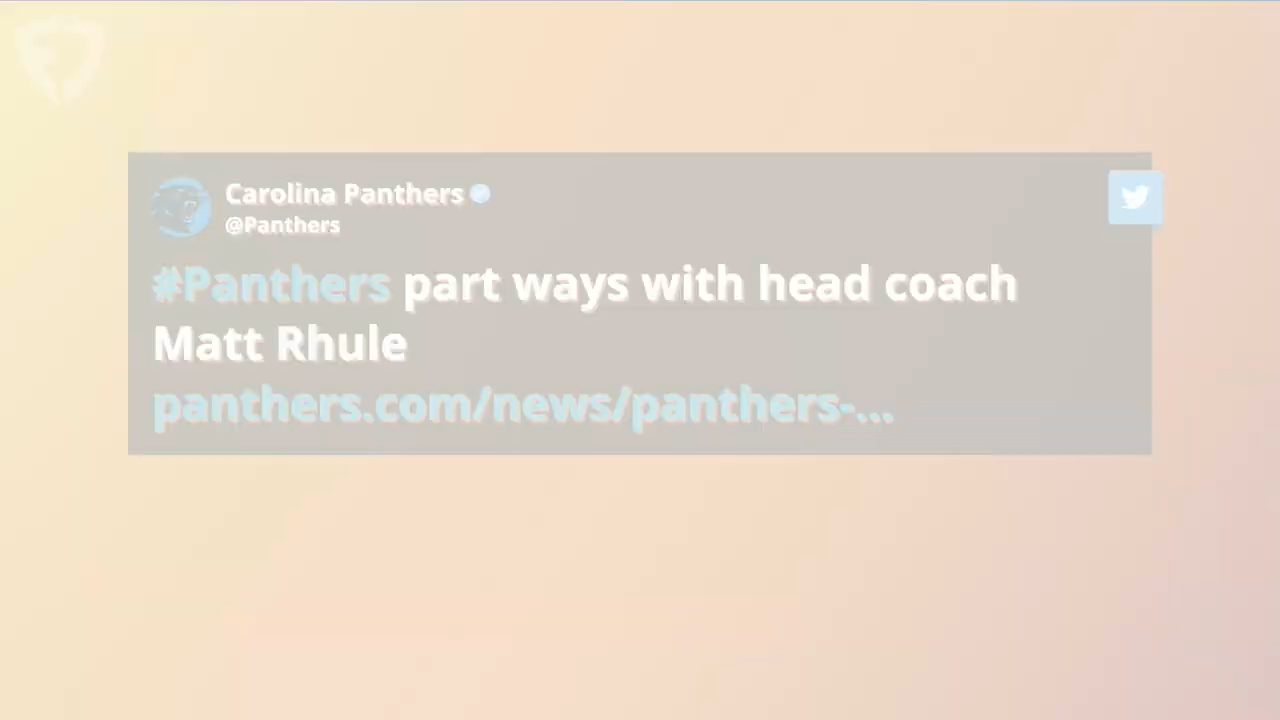 Carolina Panthers
@Panthers
#Panthers part ways with head coach
Matt Rhule
panthers.com/news/panthers-...